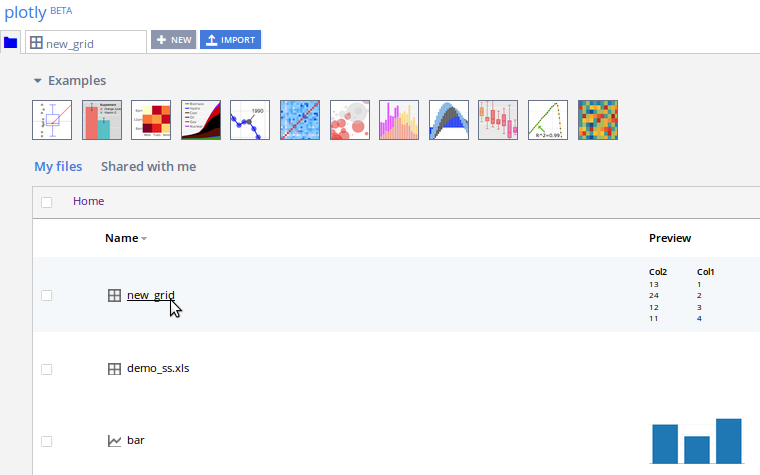 plotly BETA
new_grid
+ NEW
IMPORT
Examples
1990
R^2=0.99
My files Shared with me
Home
Name Preview
Col2 Col1
new_grid
13 1
24 2
12 3
11 4
demo_ss.xls
bar